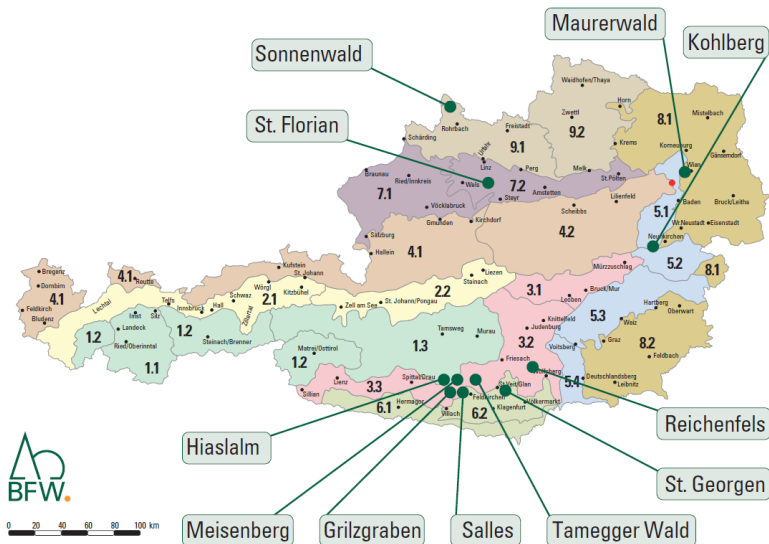 Maurerwald
Sonnenwald
Kohlberg
St. Florian
Waidhofen/Thaya
Horn
Zwettl
Mistelbach
8.1
Rohrbach
Freistadt
9.2
Schärding
9.1
Krems
Korneuburg
Gänserndorf
Urfahr
Linz
Perg
Melk
Wien
Braunau
Ried/Innkreis
Wels
7.2
St. Pölten
7.1
Steyr
Amstetten
Baden
Bruck/Leitha
Vöcklabruck
Scheibbs
Lilienfeld
5.1
Gmunden
Kirchdorf
Wr.Neustadt
Eisenstadt
Salzburg
4.2
Neunkirchen
Hallein
4.1
5.2
Bregenz
Kufstein
Mürzzuschlag
8.1
Dornbirn
4.1
Reutte
St. Johann
Liezen
4.1
Wörgl
Stainach
Lechtal
Telfs
Schwaz
2.1
Kitzbühel
2.2
3.1
Bruck/Mur
Feldkirch
Innsbruck
Hall
Zillertal
Zell am See
St. Johann/Pongau
Leoben
Hartberg
Bludenz
Imst
Silz
5.3
Oberwart
1.2
Landeck
1.2
Knittelfeld
Weiz
Steinach/Brenner
Tamsweg
Murau
Judenburg
Ried/Oberinntal
Matrei/Osttirol
1.3
3.2
Voitsberg
Graz
8.2
1.1
1.2
Friesach
Feldbach
Lienz
Spittal/Drau
Wolfsberg
5.4
Deutschlandsberg
Sillian
3.3
St.Veit/Glan
Leibnitz
6.1
Hermagor
Feldkirchen
Völkermarkt
Villach
6.2
Klagenfurt
Reichenfels
Hiaslalm
St. Georgen
BFW.
Meisenberg
Grilzgraben
Salles
Tamegger Wald
0 20 40 60 80 100 km